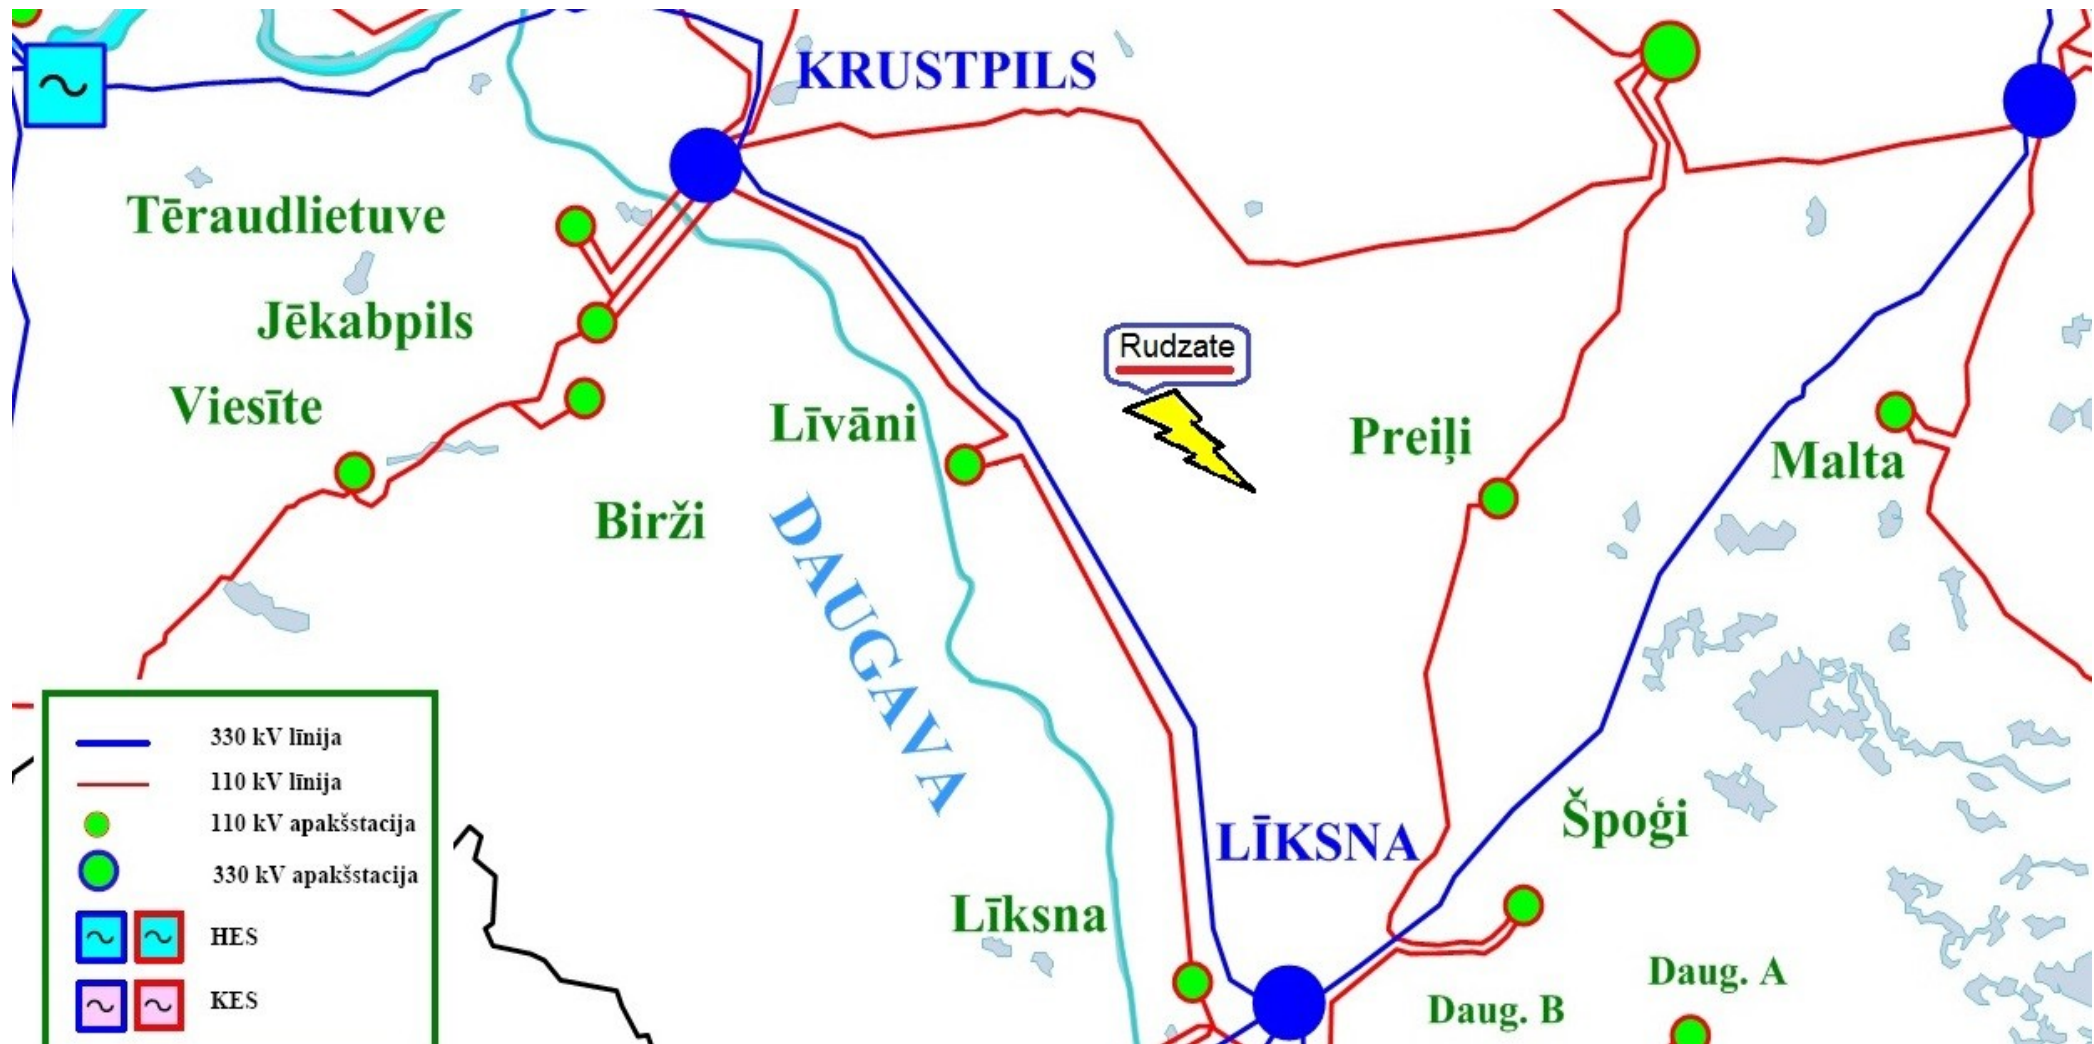 KRUSTPILS
Tēraudlietuve
Jēkabpils
Rudzate
Viesīte
Līvāni
Preiļi
Malta
Birži
DAUGAVA
330 kV līnija
110 kV līnija
110 kV apakšstacija
330 kV apakšstacija
HES
KES
LĪKSNA
Špoģi
Līksna
Daug. A
Daug. B